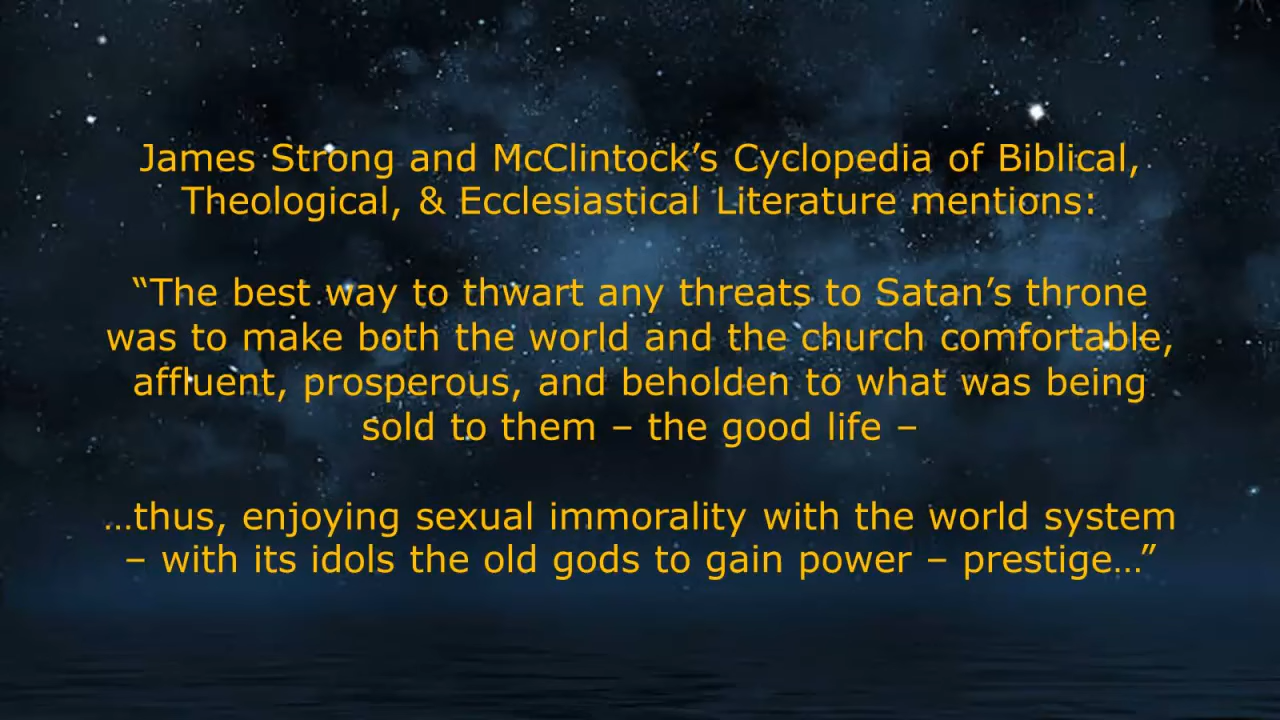 James Strong and McClintock’s Cyclopedia of Biblical,
Theological, & Ecclesiastical Literature mentions:
“The best way to thwart any threats to Satan’s throne
was to make both the world and the church comfortable,
affluent, prosperous, and beholden to what was being
sold to them – the good life –
…thus, enjoying sexual immorality with the world system
– with its idols the old gods to gain power – prestige…”